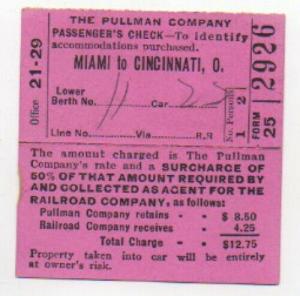 THE PULLMAN COMPANY
PASSENGER'S CHECK—To identify
accommodations purchased.
MIAMI to CINCINNATI, O.
Office 21-29
Lower
Berth No. 11 Car
Line No. Via R.R
No. Persons
1 2
FORM 25
2926
The amount charged is The Pullman
Company's rate and a SURCHARGE OF
50% OF THAT AMOUNT REQUIRED BY
AND COLLECTED AS AGENT FOR THE
RAILROAD COMPANY, as follows:
Pullman Company retains - $ 8.50
Railroad Company receives 4.25
Total Charge - - $12.75
Property taken into car will be entirely
at owner's risk.